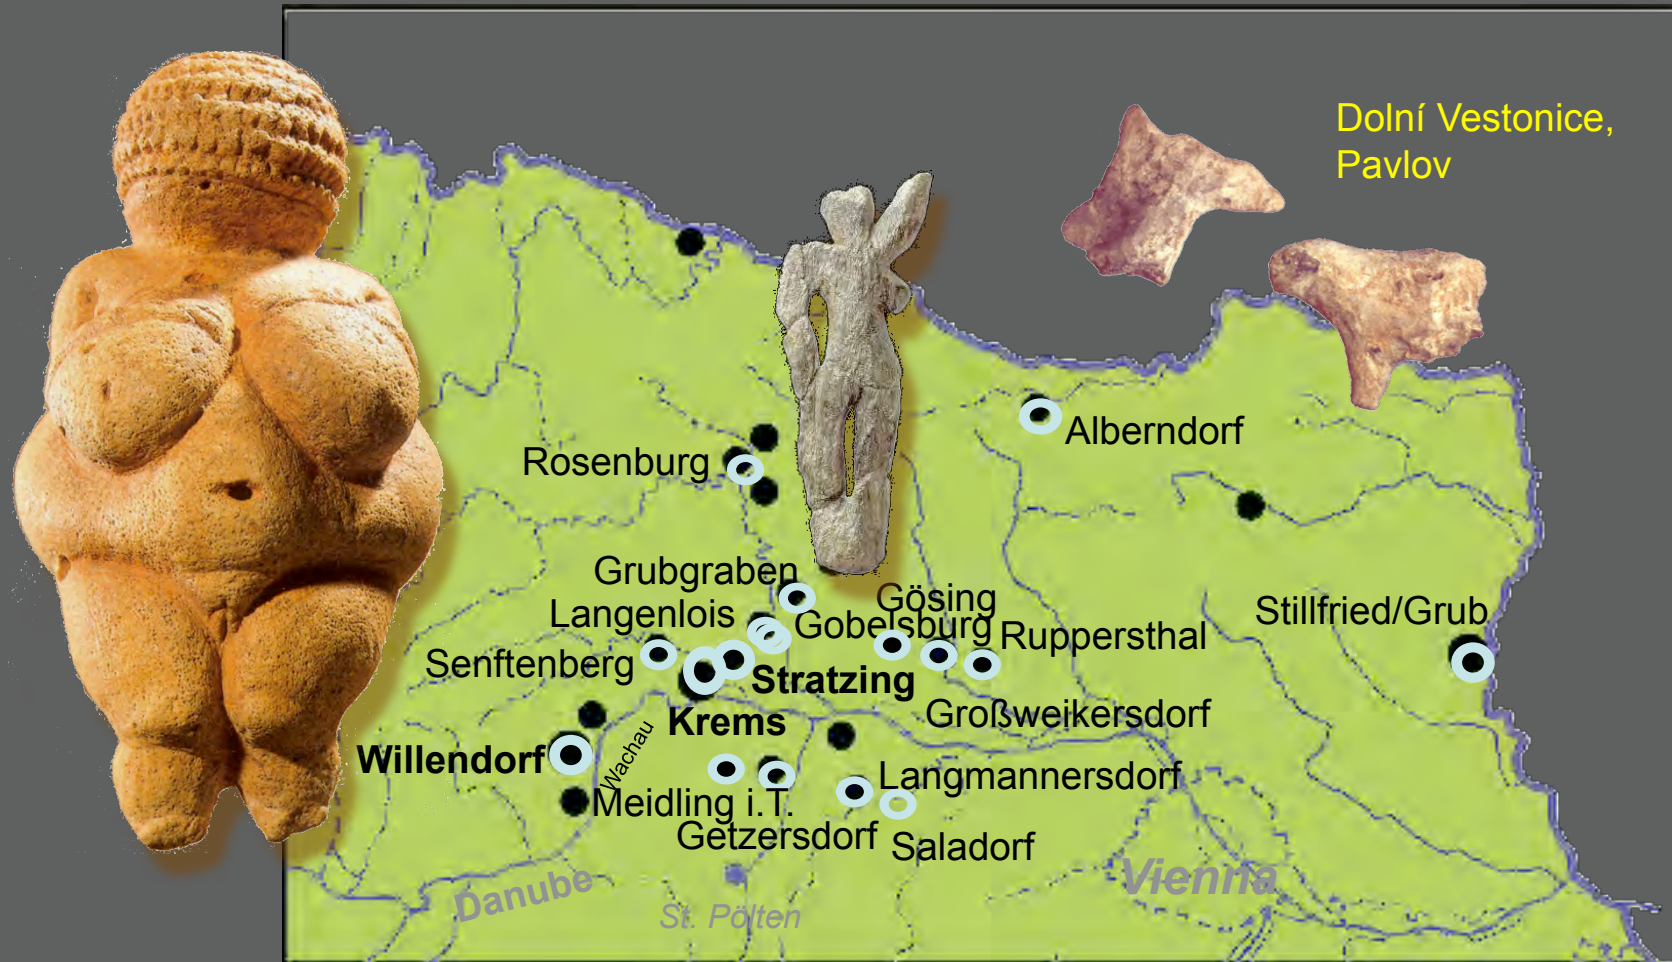 Dolní Vestonice,
Pavlov
Alberndorf
Rosenburg
Grubgraben
Gösing
Langenlois
Gobelsburg
Stillfried/Grub
Ruppersthal
Senftenberg
Stratzing
Großweikersdorf
Krems
Willendorf
Wachau
Langmannersdorf
Meidling i.T.
Getzersdorf
Saladorf
Vienna
Danube
St. Pölten